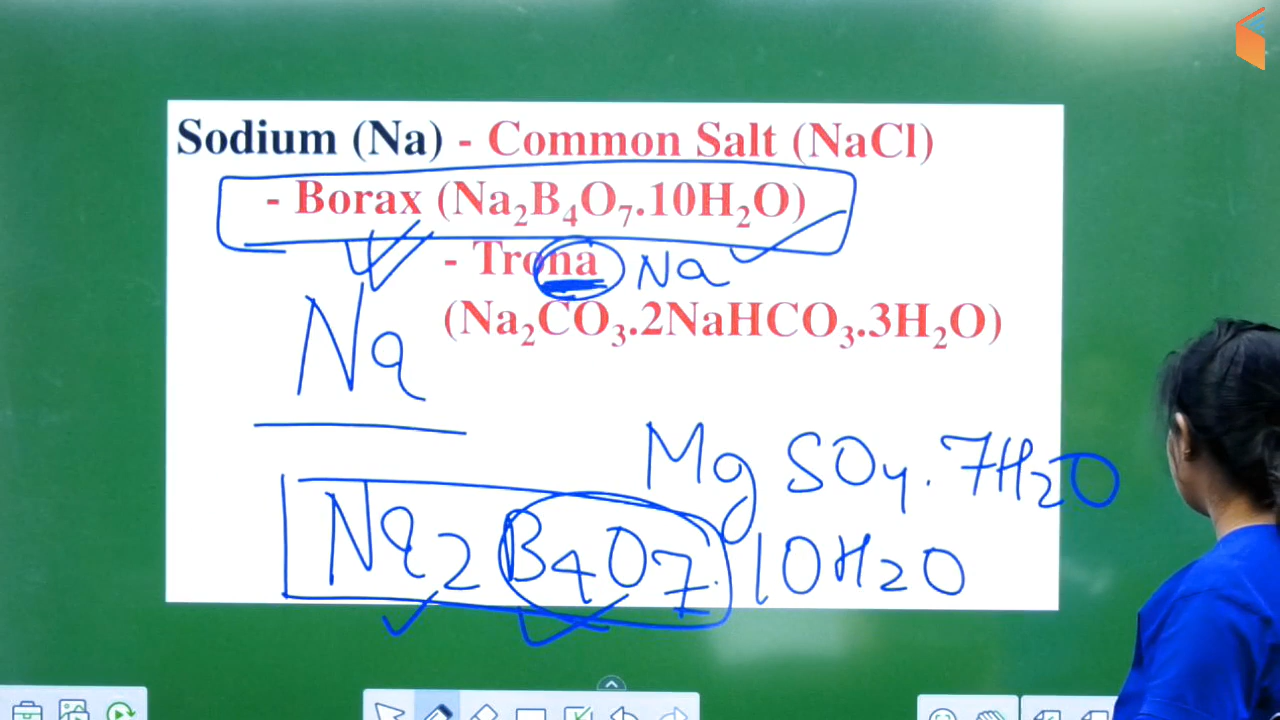 Sodium (Na) - Common Salt (NaCl)
- Borax (Na₂B₄O₇.10H₂O)
- Trona Na
(Na₂CO₃.2NaHCO₃.3H₂O)
Na
MgSO₄.7H₂O
Na₂B₄O₇.10H₂O